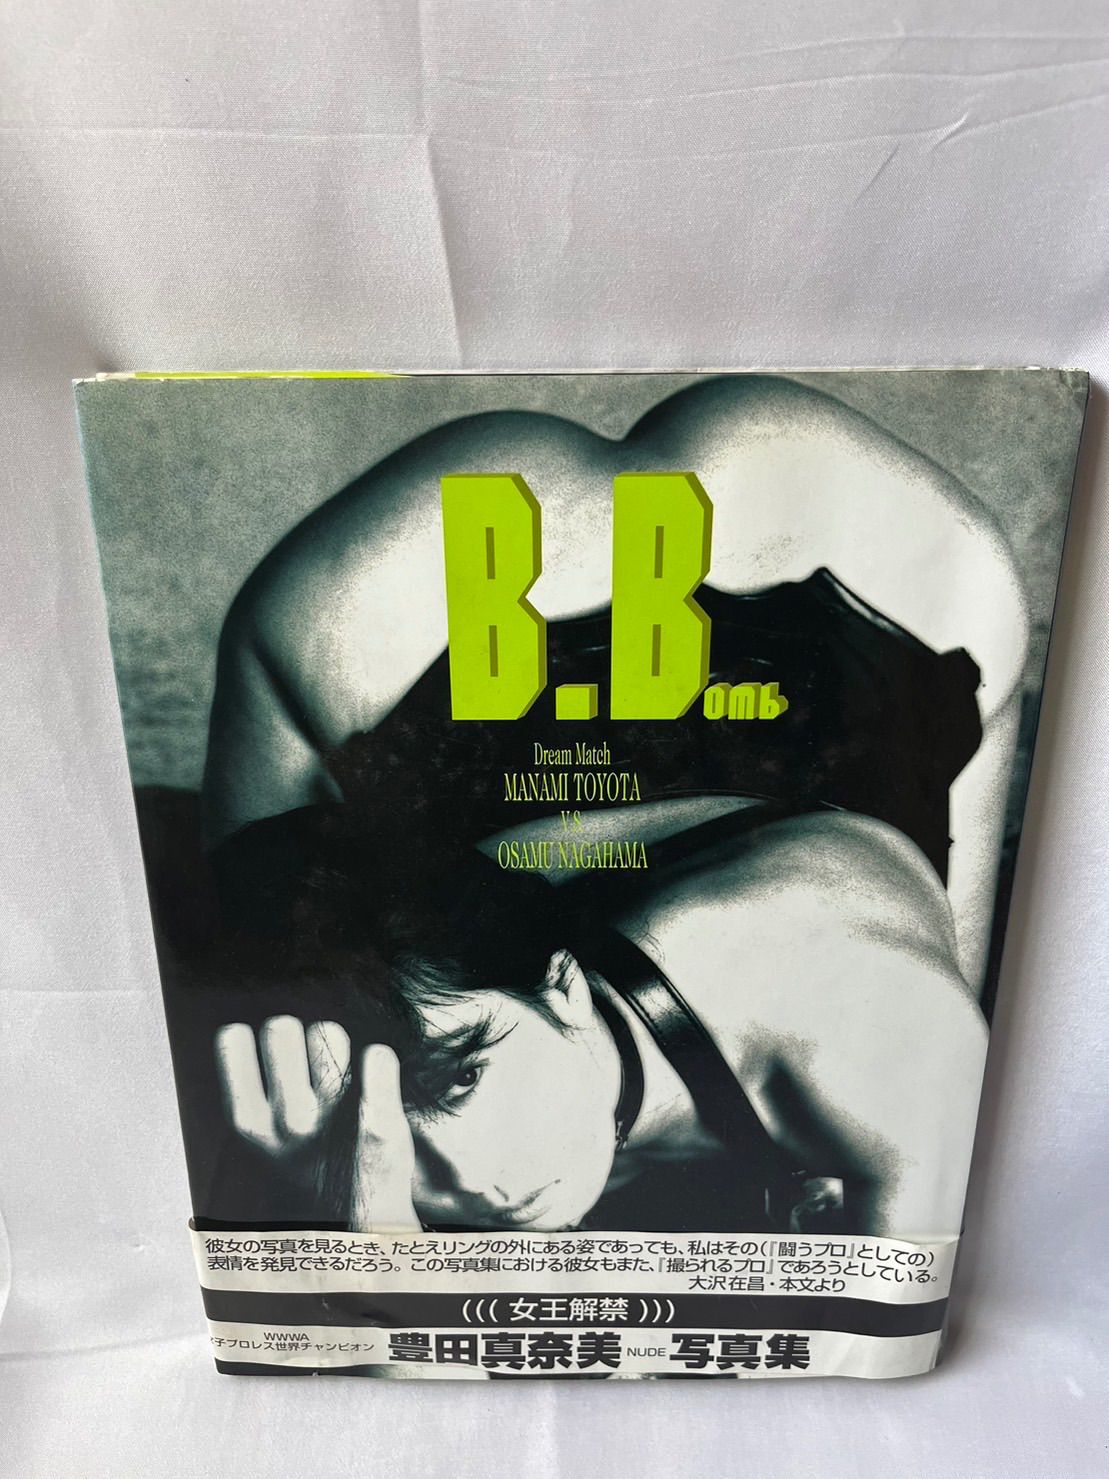 B.Bomb
Dream Match
MANAMI TOYOTA
V.S
OSAMU NAGAHAMA
彼女の写真を見るとき、たとえリングの外にある姿であっても、私はその(『闘うプロ』としての)
表情を発見できるだろう。この写真集における彼女もまた、『撮られるプロ』であろうとしている。
大沢在昌・本文より
((( 女王解禁 )))
WWWA
女子プロレス世界チャンピオン
豊田真奈美 NUDE 写真集